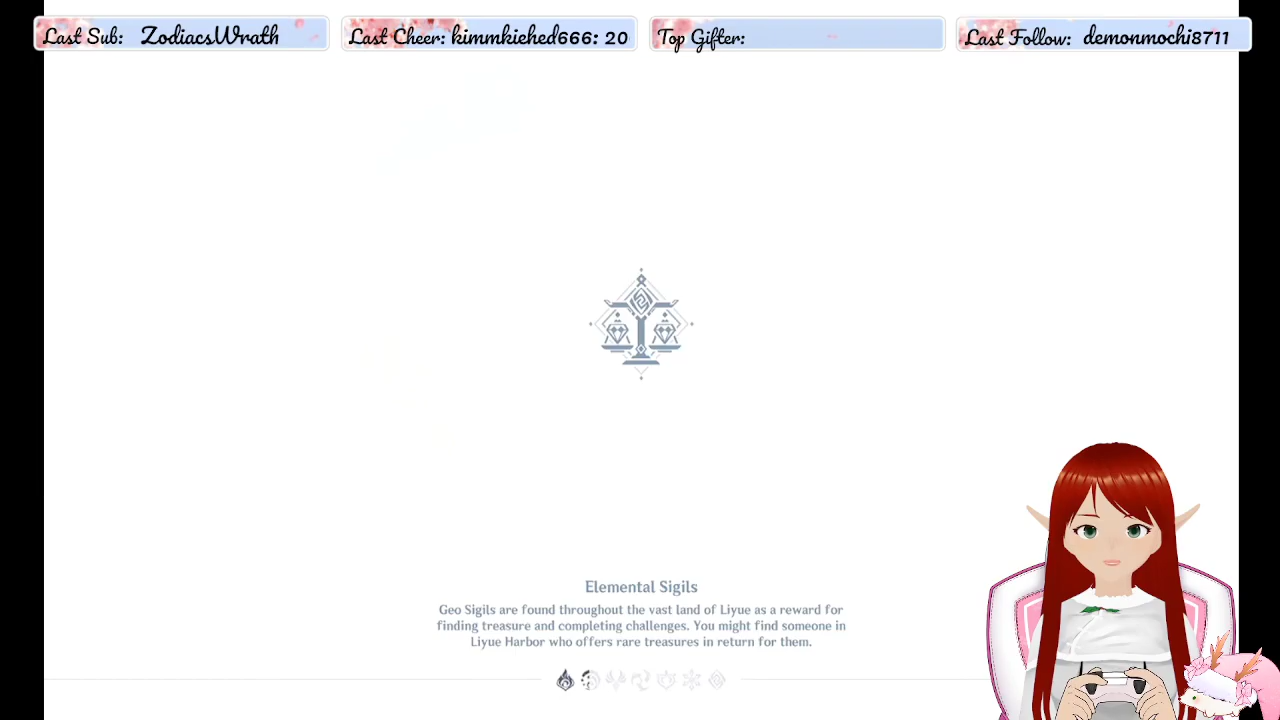 Last Sub: ZodiacsWrath
Last Cheer: kimmkiehed666: 20
Top Gifter:
Last Follow: demonmochi8711
Elemental Sigils
Geo Sigils are found throughout the vast land of Liyue as a reward for
finding treasure and completing challenges. You might find someone in
Liyue Harbor who offers rare treasures in return for them.